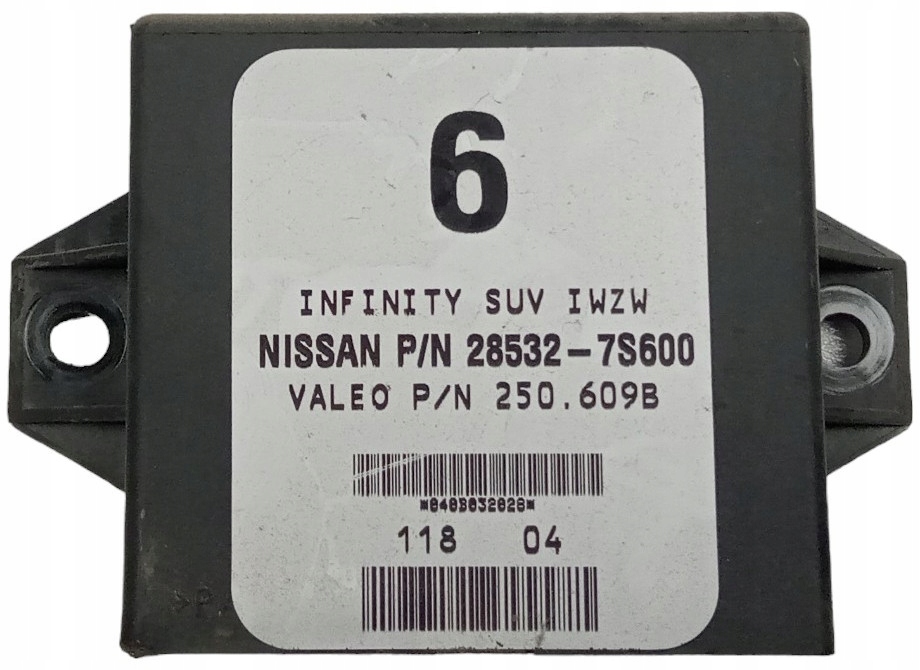 6
INFINITY SUV IWZW
NISSAN P/N 28532-7S600
VALEO P/N 250.609B
118 04